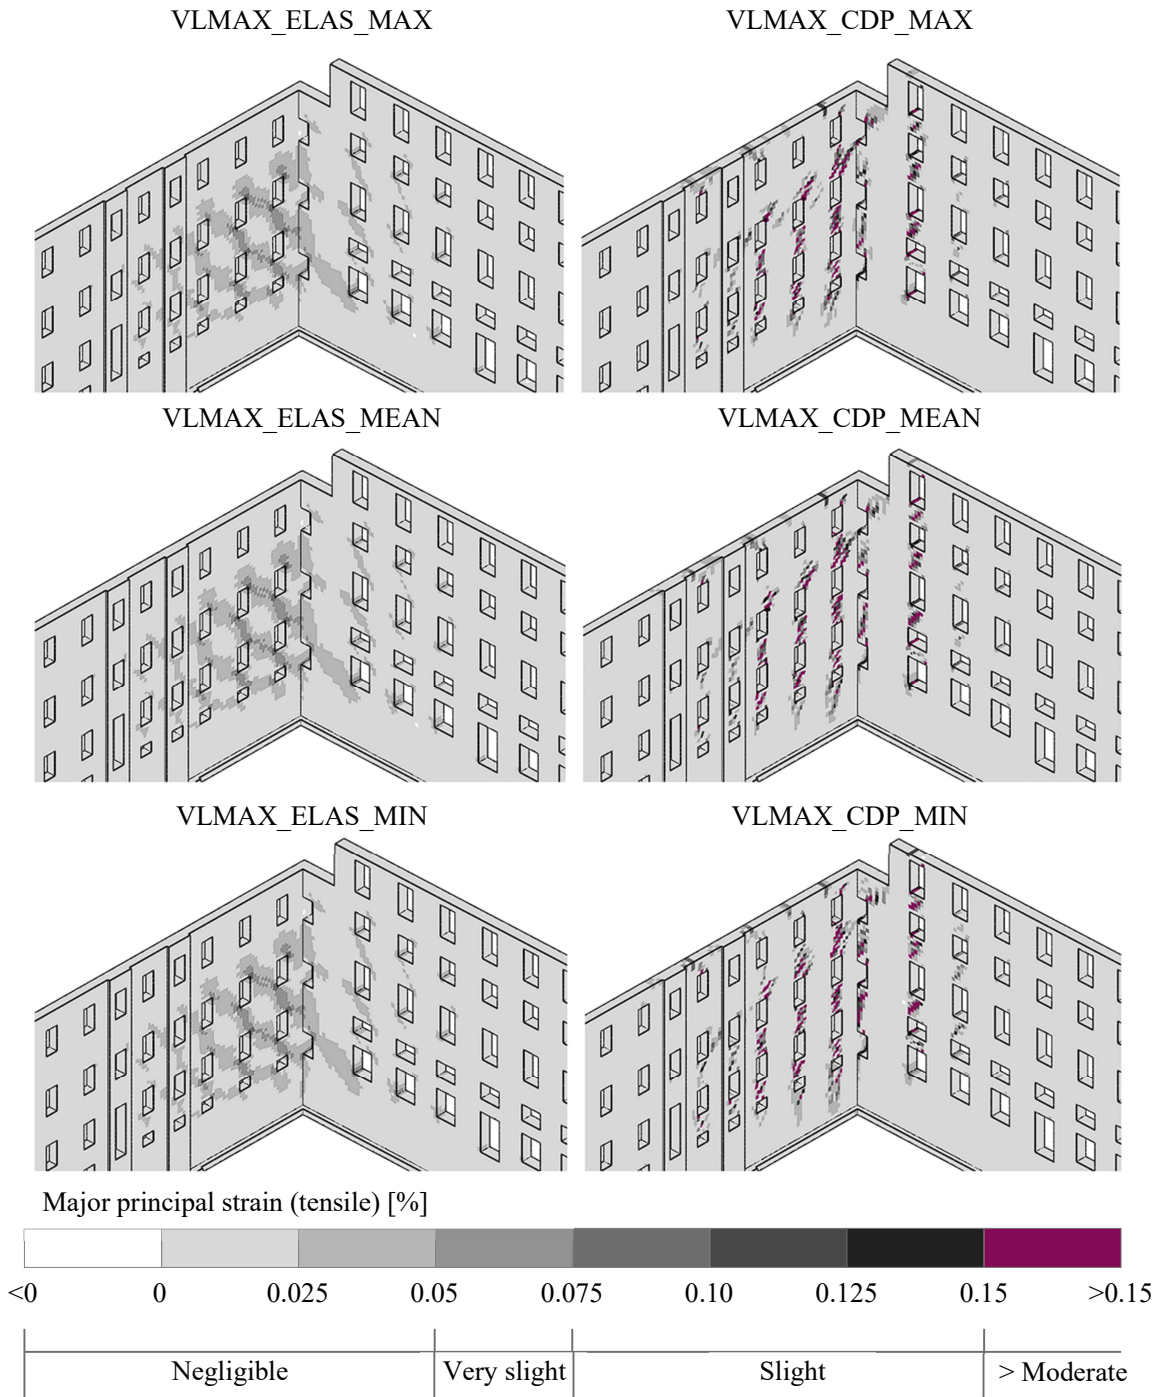 VLMAX_ELAS_MAX VLMAX_CDP_MAX
VLMAX_ELAS_MEAN VLMAX_CDP_MEAN
VLMAX_ELAS_MIN VLMAX_CDP_MIN
Major principal strain (tensile) [%]
<0 0 0.025 0.05 0.075 0.10 0.125 0.15 >0.15
Negligible Very slight Slight > Moderate